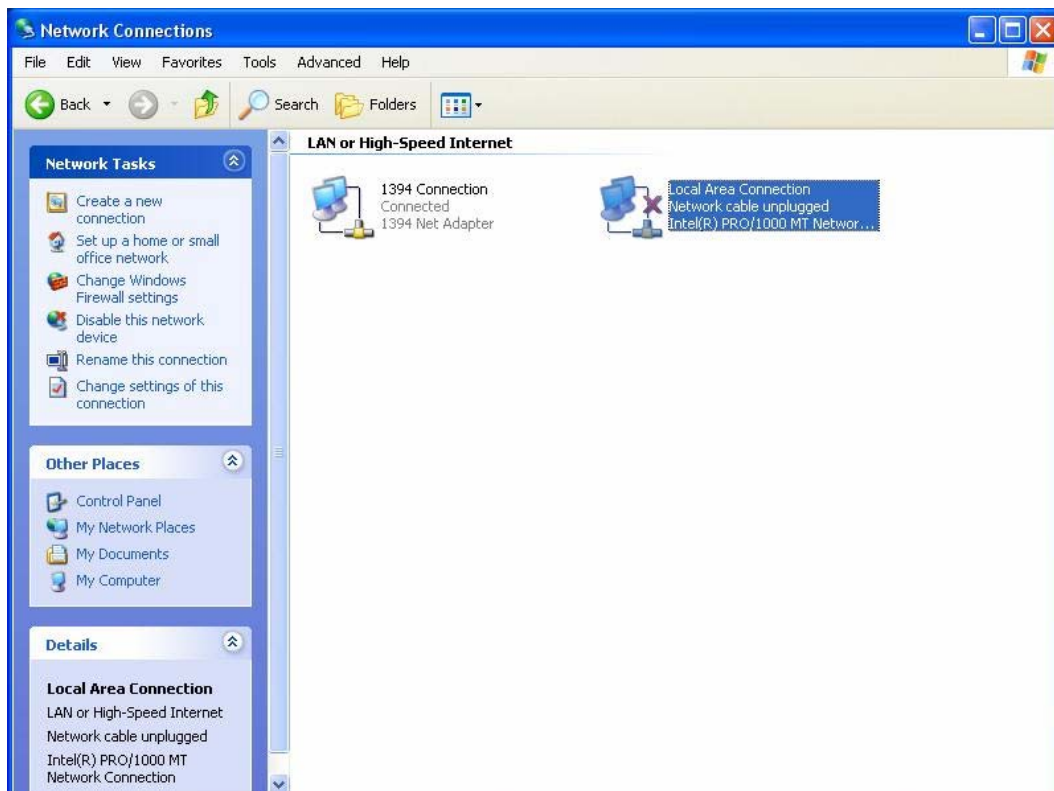 Network Connections
File Edit View Favorites Tools Advanced Help
Back Search Folders
Network Tasks
Create a new
connection
Set up a home or small
office network
Change Windows
Firewall settings
Disable this network
device
Rename this connection
Change settings of this
connection
Other Places
Control Panel
My Network Places
My Documents
My Computer
Details
Local Area Connection
LAN or High-Speed Internet
Network cable unplugged
Intel(R) PRO/1000 MT
Network Connection
LAN or High-Speed Internet
1394 Connection
Connected
1394 Net Adapter
Local Area Connection
Network cable unplugged
Intel(R) PRO/1000 MT Networ...